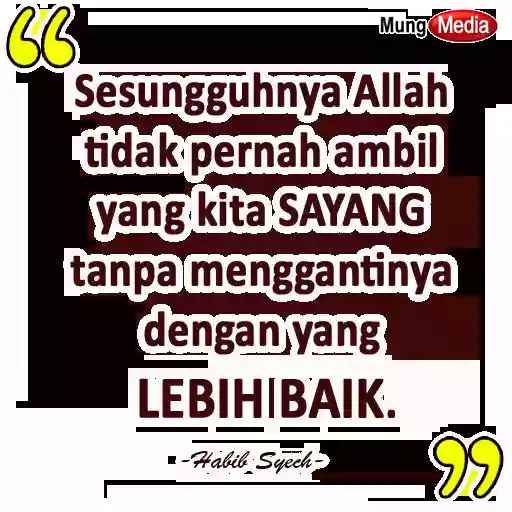 Mung Media
Sesungguhnya Allah
tidak pernah ambil
yang kita SAYANG
tanpa menggantinya
dengan yang
LEBIH BAIK.
-Habib Syech-